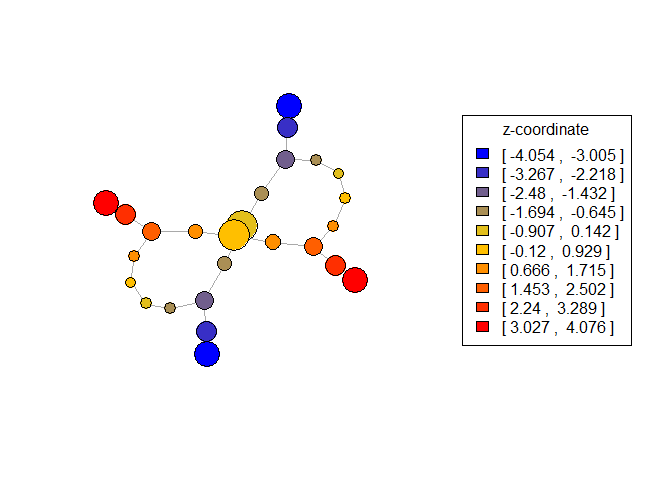 z-coordinate
[ -4.054 , -3.005 ]
[ -3.267 , -2.218 ]
[ -2.48 , -1.432 ]
[ -1.694 , -0.645 ]
[ -0.907 , 0.142 ]
[ -0.12 , 0.929 ]
[ 0.666 , 1.715 ]
[ 1.453 , 2.502 ]
[ 2.24 , 3.289 ]
[ 3.027 , 4.076 ]